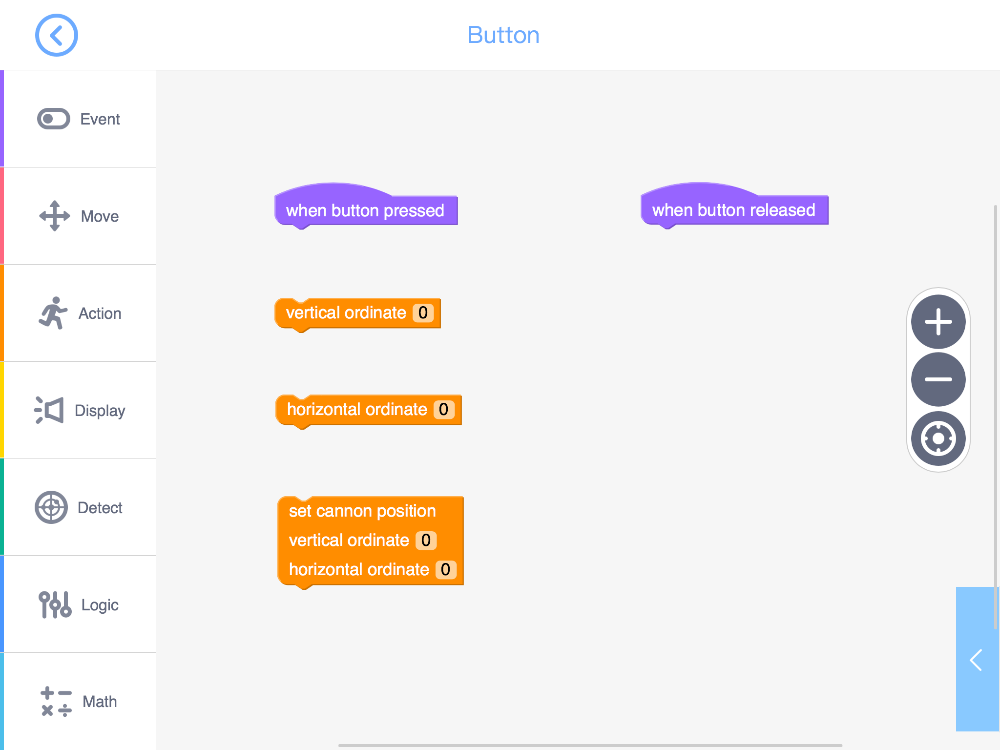 Button
Event
Move
Action
Display
Detect
Logic
Math
when button pressed
when button released
vertical ordinate 0
horizontal ordinate 0
set cannon position
vertical ordinate 0
horizontal ordinate 0